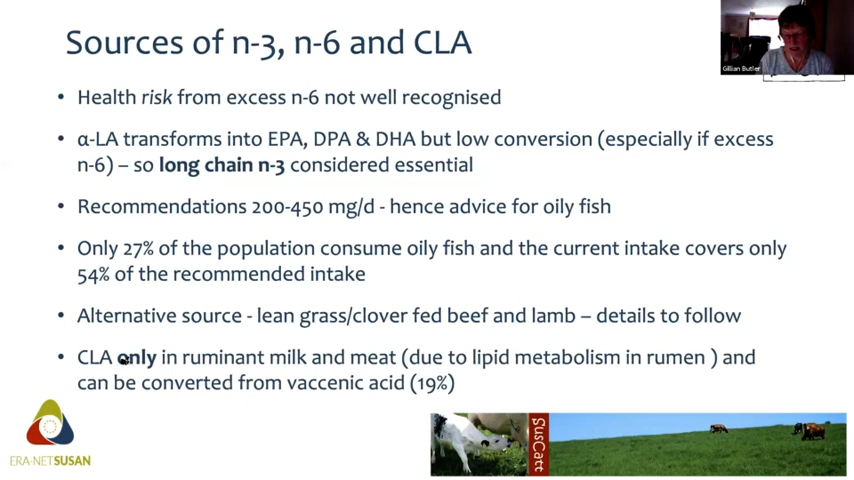 Sources of n-3, n-6 and CLA
Gillian Butler
• Health risk from excess n-6 not well recognised
• α-LA transforms into EPA, DPA & DHA but low conversion (especially if excess
n-6) – so long chain n-3 considered essential
• Recommendations 200-450 mg/d - hence advice for oily fish
• Only 27% of the population consume oily fish and the current intake covers only
54% of the recommended intake
• Alternative source - lean grass/clover fed beef and lamb – details to follow
• CLA only in ruminant milk and meat (due to lipid metabolism in rumen ) and
can be converted from vaccenic acid (19%)
ERA-NETSUSAN
SusCatt